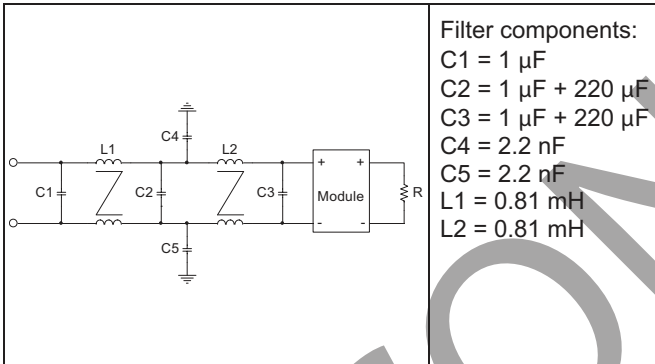 L1
L2
C4
C1
C2
C3
C5
+ +
Module
- -
R
Filter components:
C1 = 1 µF
C2 = 1 µF + 220 µF
C3 = 1 µF + 220 µF
C4 = 2.2 nF
C5 = 2.2 nF
L1 = 0.81 mH
L2 = 0.81 mH